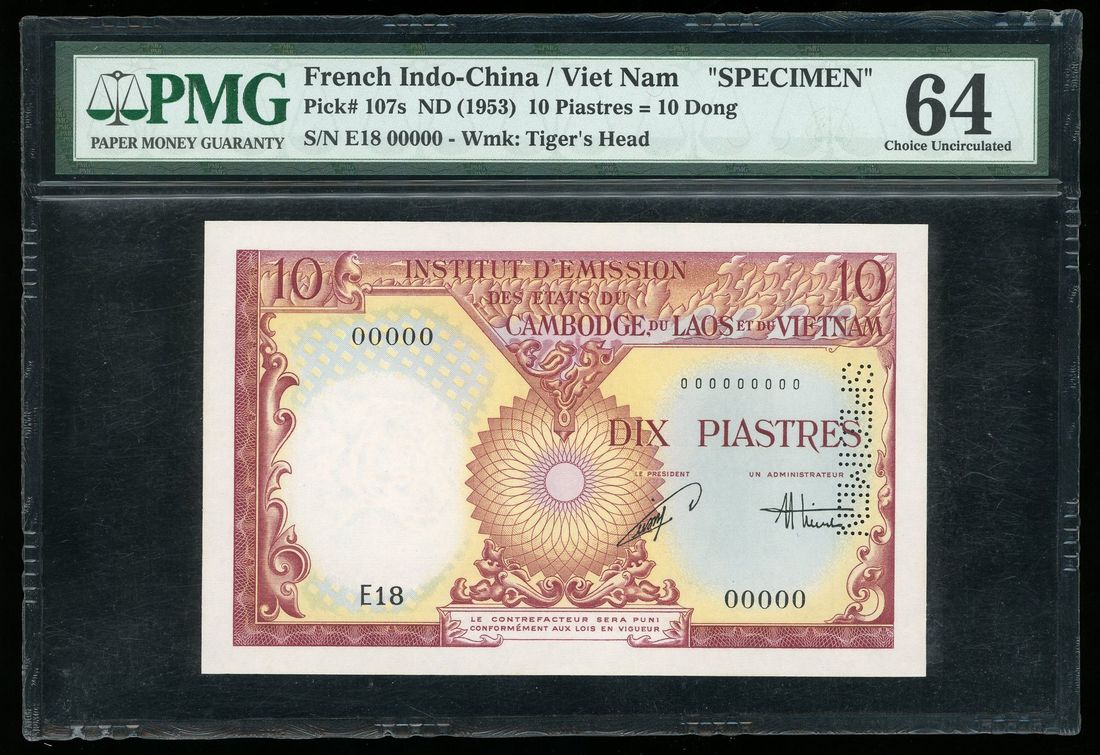 PMG
PAPER MONEY GUARANTY
French Indo-China / Viet Nam "SPECIMEN"
Pick# 107s ND (1953) 10 Piastres = 10 Dong
S/N E18 00000 - Wmk: Tiger's Head
64
Choice Uncirculated
10
INSTITUT D'EMISSION
DES ETATS DU
CAMBODGE, DU LAOS ET DU VIETNAM
10
00000
000000000
DIX PIASTRES
LE PRESIDENT
UN ADMINISTRATEUR
SPECIMEN
E18
00000
LE CONTREFACTEUR SERA PUNI
CONFORMÉMENT AUX LOIS EN VIGUEUR